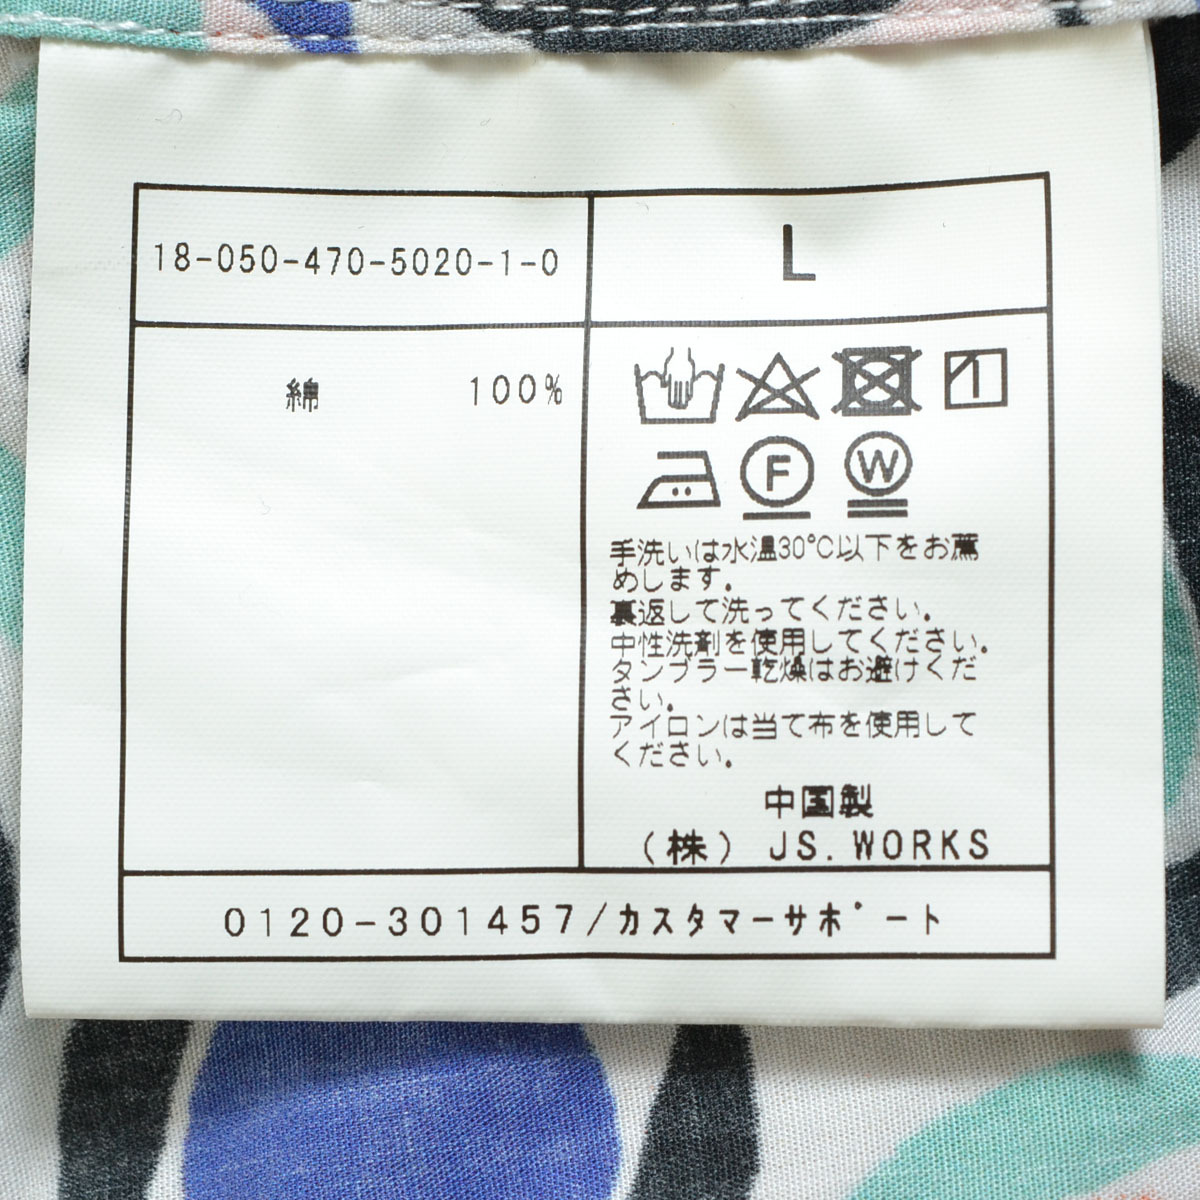 18-050-470-5020-1-0
L
綿 100%
F W
手洗いは水温30℃以下をお薦
めします。
裏返して洗ってください。
中性洗剤を使用してください。
タンブラー乾燥はお避けくだ
さい。
アイロンは当て布を使用して
ください。
中国製
(株) JS.WORKS
0120-301457/カスタマーサポート